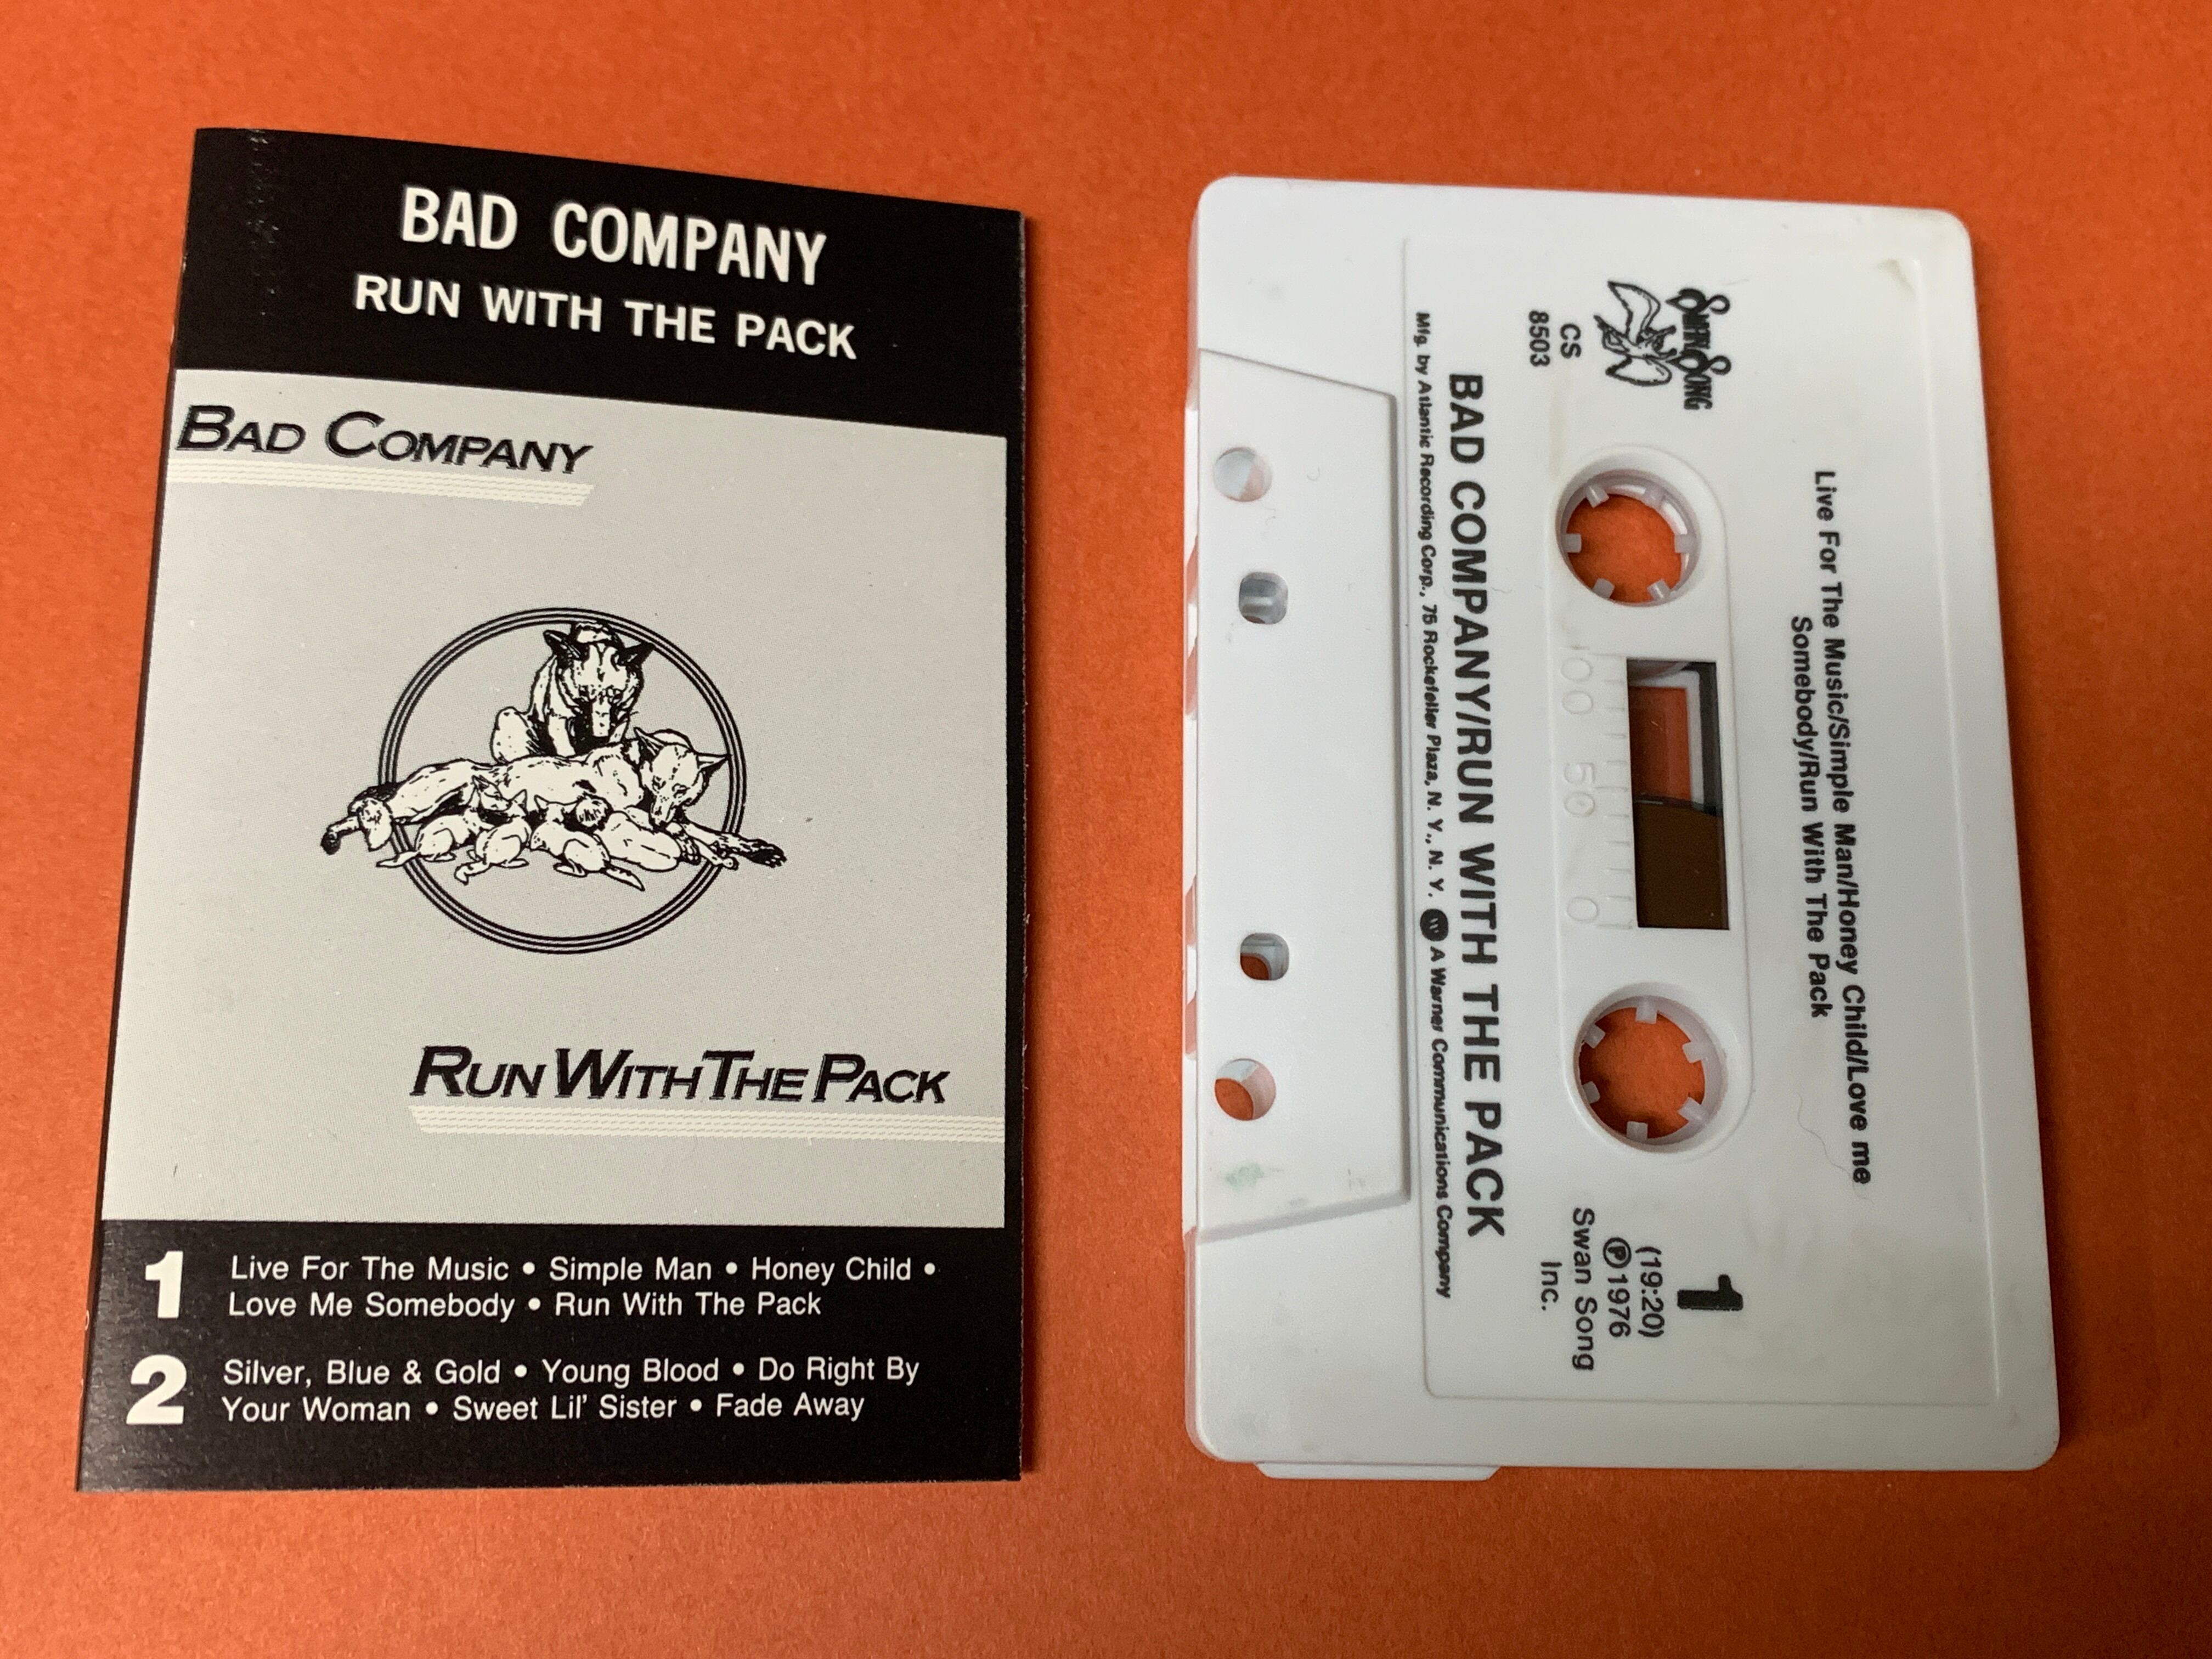 BAD COMPANY
RUN WITH THE PACK
BAD COMPANY
RUN WITH THE PACK
1
Live For The Music • Simple Man • Honey Child •
Love Me Somebody • Run With The Pack
2
Silver, Blue & Gold • Young Blood • Do Right By
Your Woman • Sweet Lil' Sister • Fade Away
Live For The Music/Simple Man/Honey Child/Love me
Somebody/Run With The Pack
SWAN SONG
CS
8503
1
(19:20)
Ⓟ1976
Swan Song
Inc.
100 50 0
BAD COMPANY/RUN WITH THE PACK
Mfg. by Atlantic Recording Corp., 75 Rockefeller Plaza, N. Y., N. Y. W A Warner Communications Company